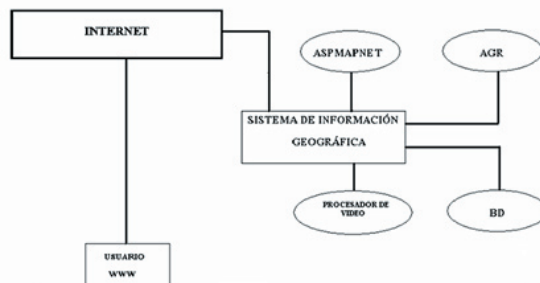 INTERNET
ASPMAPNET
AGR
SISTEMA DE INFORMACIÓN
GEOGRÁFICA
PROCESADOR DE
VIDEO
BD
USUARIO
WWW